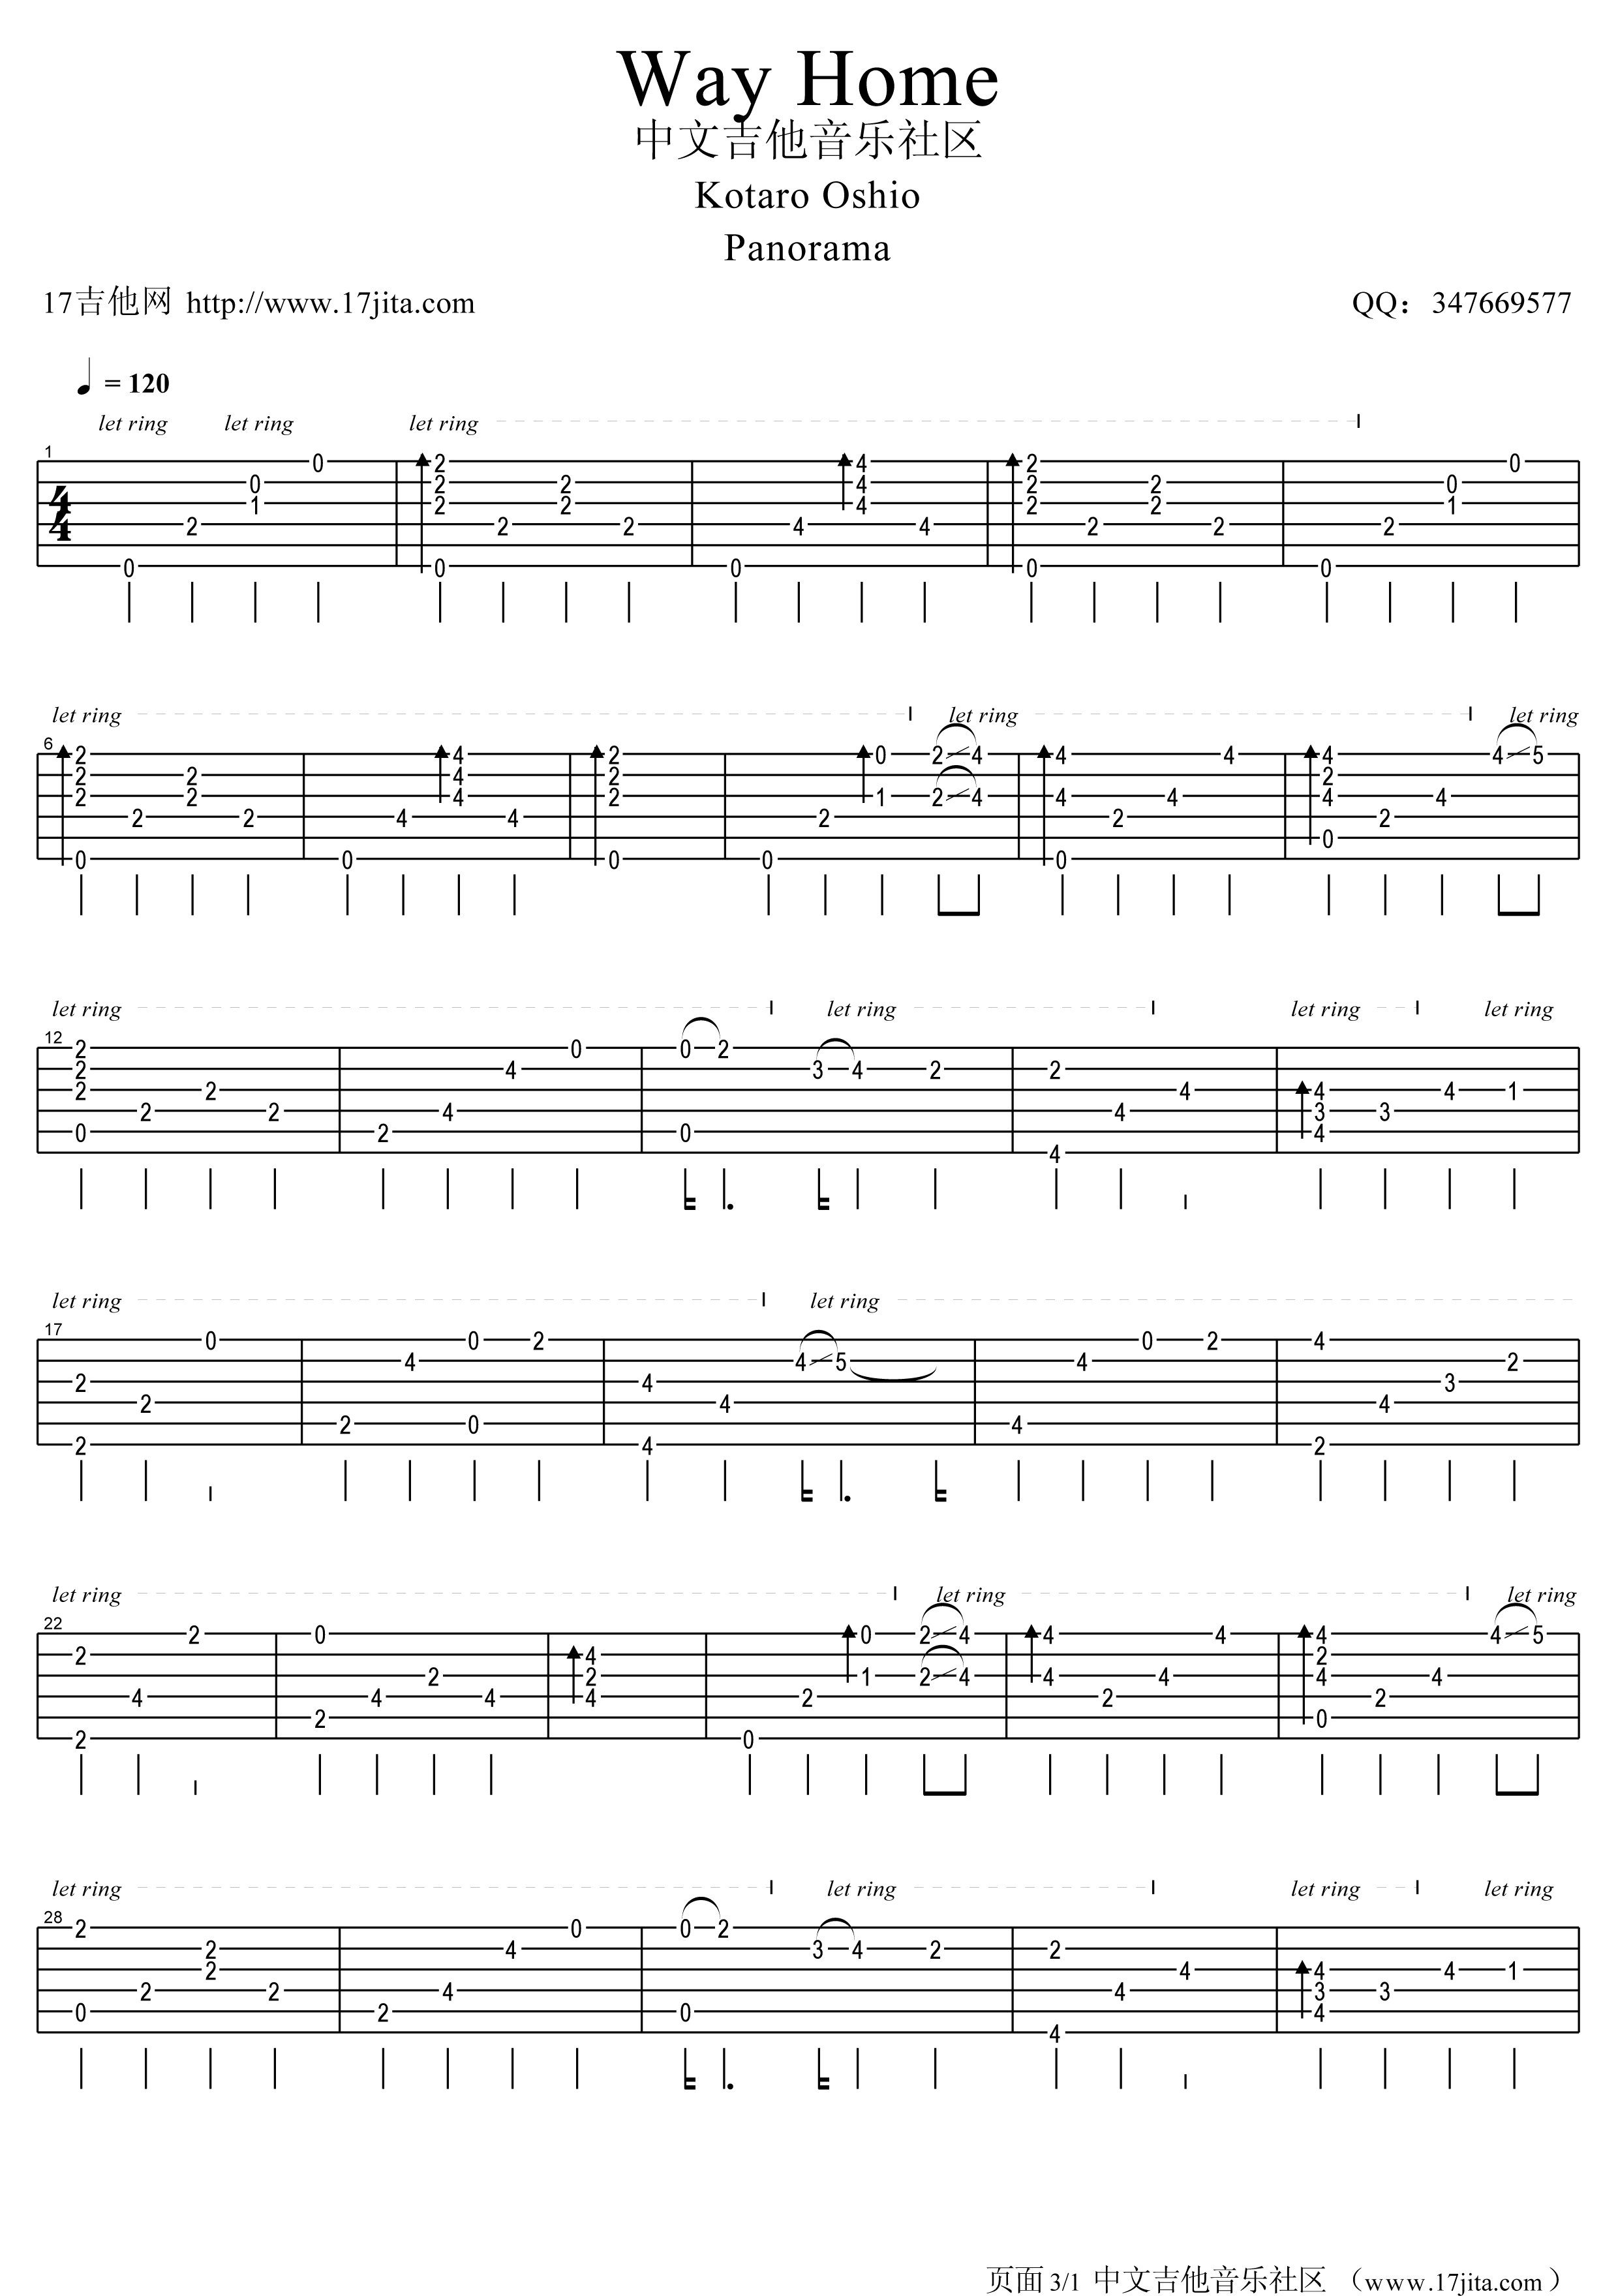 Way Home
中文吉他音乐社区
Kotaro Oshio
Panorama
17吉他网 http://www.17jita.com QQ：347669577
= 120
let ring let ring let ring
1
4
4
0 2 0 1 0 2 2 2 0 2 2 2 2 0 4 4 4 4 4 2 2 2 0 2 2 2 2 0 2 0 1 0
let ring let ring let ring
6
2 2 2 0 2 2 2 2 0 4 4 4 4 4 2 2 2 0 0 2 0 1 2 4 2 4 4 4 0 2 4 4 4 2 4 0 2 4 4 5
let ring let ring let ring let ring
12
2 2 2 0 2 2 2 2 4 4 0 0 0 2 3 4 2 2 4 4 4 4 3 4 3 4 1
let ring let ring
17
2 2 2 0 2 4 0 0 2 4 4 4 4 5 4 4 0 2 4 2 4 3 2
let ring let ring let ring
22
2 2 4 2 0 2 4 2 4 4 2 4 0 2 0 1 2 4 2 4 4 4 2 4 4 4 2 4 0 2 4 4 5
let ring let ring let ring let ring
28
2 0 2 2 2 2 2 4 4 0 0 0 2 3 4 2 2 4 4 4 4 3 4 3 4 1
页面 3/1 中文吉他音乐社区 （www.17jita.com）